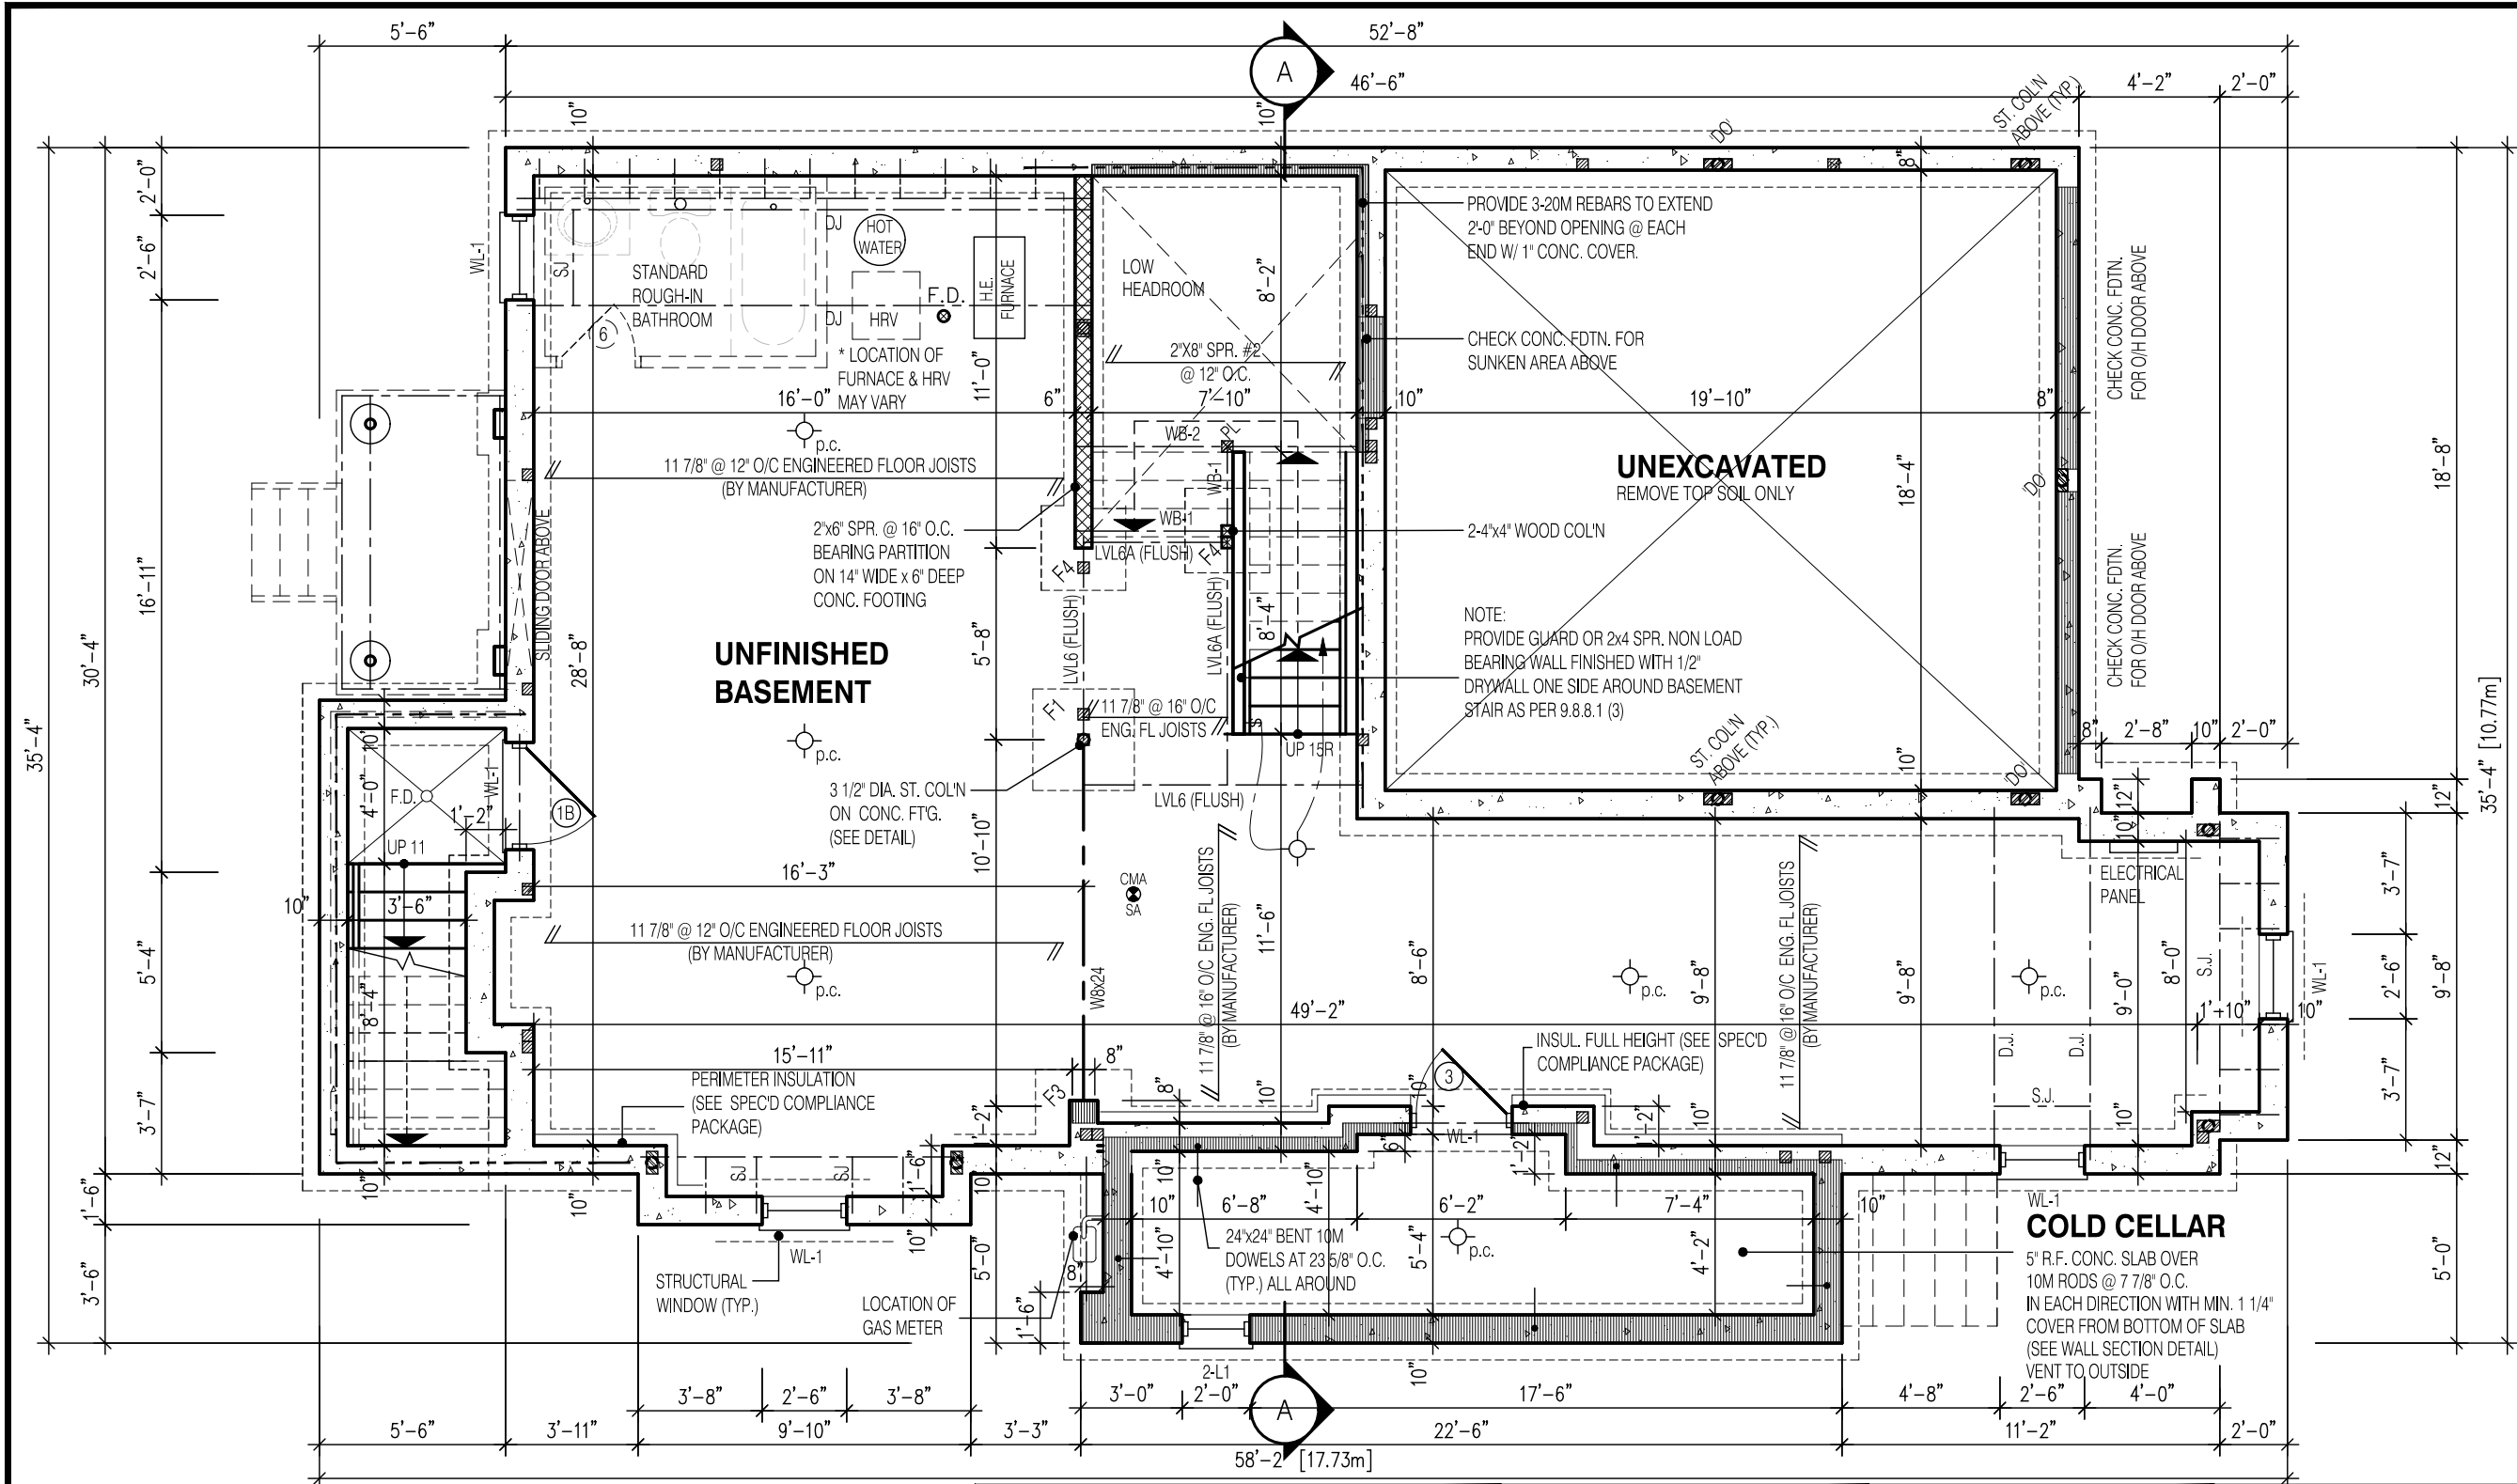 5'-6"
52'-8"
A
46'-6"
4'-2"
2'-0"
10"
10"
ST. COL'N
ABOVE (TYP.)
'DO'
8"
2'-0"
2'-6"
16'-11"
5'-4"
3'-7"
30'-4"
35'-4"
1'-6"
3'-6"
WL-1
SJ
STANDARD
ROUGH-IN
BATHROOM
6
DJ
DJ
HOT
WATER
HRV
F.D.
H.E.
FURNACE
* LOCATION OF
FURNACE & HRV
MAY VARY
11'-0"
LOW
HEADROOM
8'-2"
2"X8" SPR. #2
@ 12" O.C.
PROVIDE 3-20M REBARS TO EXTEND
2'-0" BEYOND OPENING @ EACH
END W/ 1" CONC. COVER.
CHECK CONC. FDTN. FOR
SUNKEN AREA ABOVE
CHECK CONC. FDTN.
FOR O/H DOOR ABOVE
16'-0"
6"
7'-10"
10"
19'-10"
8"
p.c.
WB-2
PL
WB-1
WB-1
11 7/8" @ 12" O/C ENGINEERED FLOOR JOISTS
(BY MANUFACTURER)
UNEXCAVATED
REMOVE TOP SOIL ONLY
18'-4"
'DO'
18'-8"
2"x6" SPR. @ 16" O.C.
BEARING PARTITION
ON 14" WIDE x 6" DEEP
CONC. FOOTING
LVL6A (FLUSH)
F4
F4
2-4"x4" WOOD COL'N
SLIDING DOOR ABOVE
28'-8"
UNFINISHED
BASEMENT
5'-8"
LVL6 (FLUSH)
LVL6A (FLUSH)
8'-4"
NOTE:
PROVIDE GUARD OR 2x4 SPR. NON LOAD
BEARING WALL FINISHED WITH 1/2"
DRYWALL ONE SIDE AROUND BASEMENT
STAIR AS PER 9.8.8.1 (3)
CHECK CONC. FDTN.
FOR O/H DOOR ABOVE
F1
11 7/8" @ 16" O/C
ENG. FL JOISTS
S
UP 15R
ST. COL'N
ABOVE (TYP.)
'DO'
10"
8"
2'-8"
10"
2'-0"
35'-4" [10.77m]
10"
4'-0"
F.D.
1'-2"
WL-1
1B
UP 11
p.c.
3 1/2" DIA. ST. COL'N
ON CONC. FT'G.
(SEE DETAIL)
LVL6 (FLUSH)
10'-10"
12"
10"
12"
ELECTRICAL
PANEL
3'-7"
10"
3'-6"
16'-3"
CMA
SA
11 7/8" @ 16" O/C ENG. FL JOISTS
(BY MANUFACTURER)
11'-6"
8'-6"
9'-8"
11 7/8" @ 16" O/C ENG. FL JOISTS
(BY MANUFACTURER)
9'-8"
9'-0"
8'-0"
S.J.
2'-6"
9'-8"
WL-1
11 7/8" @ 12" O/C ENGINEERED FLOOR JOISTS
(BY MANUFACTURER)
p.c.
W8x24
p.c.
p.c.
8'-4"
49'-2"
1'-10"
10"
15'-11"
8"
PERIMETER INSULATION
(SEE SPEC'D COMPLIANCE
PACKAGE)
F3
8"
10"
10"
3
INSUL. FULL HEIGHT (SEE SPEC'D
COMPLIANCE PACKAGE)
D.J.
D.J.
S.J.
10"
3'-7"
1'-2"
WL-1
6"
1'-2"
1'-2"
10"
10"
12"
10"
10"
SJ
SJ
1'-6"
10"
10"
10"
10"
6'-8"
4'-10"
6'-2"
7'-4"
10"
WL-1
COLD CELLAR
5" R.F. CONC. SLAB OVER
10M RODS @ 7 7/8" O.C.
IN EACH DIRECTION WITH MIN. 1 1/4"
COVER FROM BOTTOM OF SLAB
(SEE WALL SECTION DETAIL)
VENT TO OUTSIDE
5'-0"
STRUCTURAL
WINDOW (TYP.)
WL-1
LOCATION OF
GAS METER
5'-0"
8"
1'-6"
4'-10"
24"x24" BENT 10M
DOWELS AT 23 5/8" O.C.
(TYP.) ALL AROUND
5'-4"
p.c.
4'-2"
2-L1
10"
3'-8"
2'-6"
3'-8"
3'-0"
2'-0"
A
17'-6"
4'-8"
2'-6"
4'-0"
5'-6"
3'-11"
9'-10"
3'-3"
22'-6"
11'-2"
2'-0"
58'-2" [17.73m]